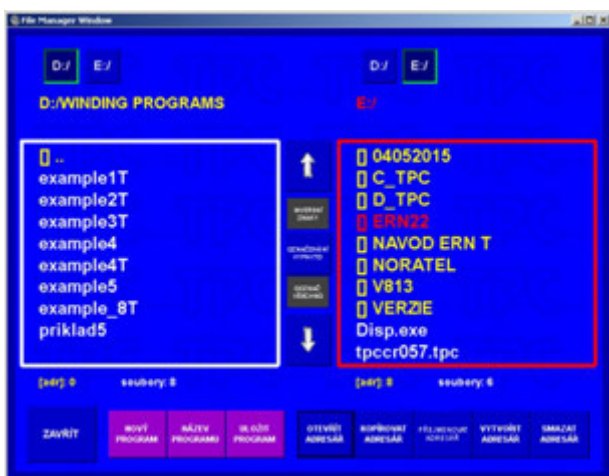 File Manager Window
D:/ E:/
D:/ E:/
D:/WINDING PROGRAMS
E:/
[] ..
example1T
example2T
example3T
example4
example4T
example5
example_8T
priklad5
[] 04052015
[] C_TPC
[] D_TPC
[] ERN22
[] NAVOD ERN T
[] NORATEL
[] V813
[] VERZIE
Disp.exe
tpccr057.tpc
[adr]: 0 soubory: 8
[adr]: 8 soubory: 6
ZAVŘÍT
NOVÝ PROGRAM
NÁZEV PROGRAMU
ULOŽIT PROGRAM
OTEVŘÍT ADRESÁŘ
KOPÍROVAT ADRESÁŘ
PŘEJMENOVAT ADRESÁŘ
VYTVOŘIT ADRESÁŘ
SMAZAT ADRESÁŘ